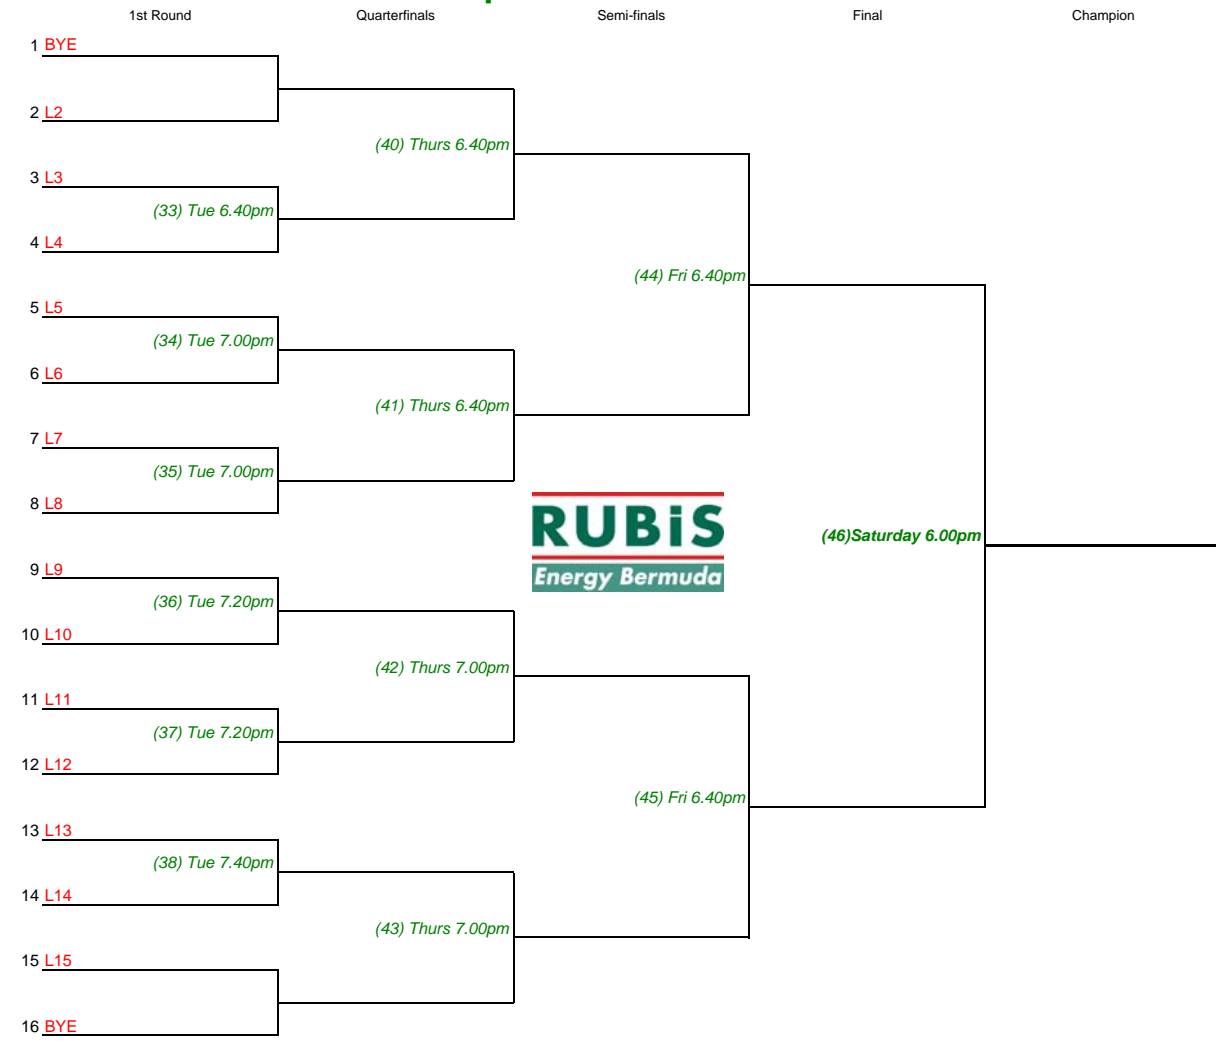 1st Round Quarterfinals Semi-finals Final Champion
1 BYE
2 L2
(40) Thurs 6.40pm
3 L3
(33) Tue 6.40pm
4 L4
(44) Fri 6.40pm
5 L5
(34) Tue 7.00pm
6 L6
(41) Thurs 6.40pm
7 L7
(35) Tue 7.00pm
8 L8
RUBiS
(46)Saturday 6.00pm
9 L9
Energy Bermuda
(36) Tue 7.20pm
10 L10
(42) Thurs 7.00pm
11 L11
(37) Tue 7.20pm
12 L12
(45) Fri 6.40pm
13 L13
(38) Tue 7.40pm
14 L14
(43) Thurs 7.00pm
15 L15
16 BYE